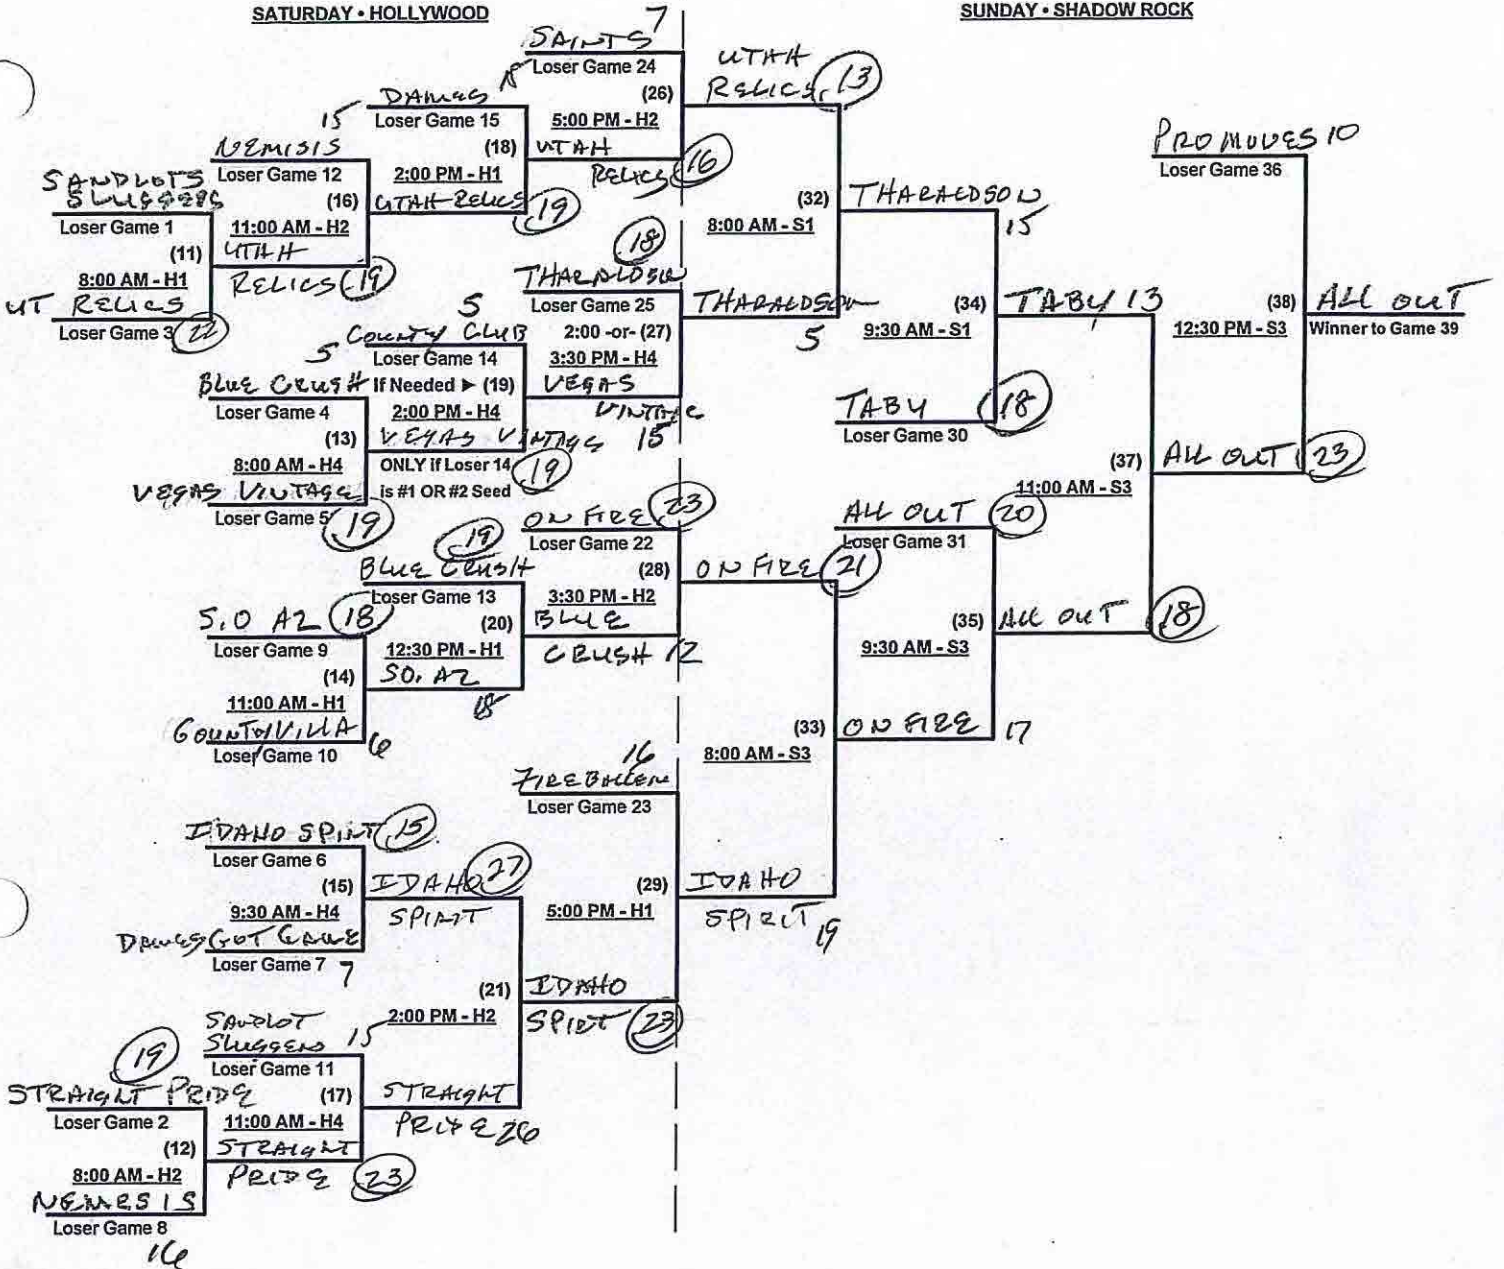 SATURDAY • HOLLYWOOD
SUNDAY • SHADOW ROCK
SAINTS 7
Loser Game 24
(26)
5:00 PM - H2
UTAH
RELICS 13
DAMES 18
Loser Game 15
(18)
2:00 PM - H1
UTAH
RELICS 16
NEMISIS 15
Loser Game 12
(16)
11:00 AM - H2
UTAH RELICS 19
SANDLOTS
SLUGGERS
Loser Game 1
(11)
8:00 AM - H1
UTAH
RELICS 19
UT RELICS
Loser Game 3 22
PRO MOVES 10
Loser Game 36
(32)
8:00 AM - S1
THARALDSON
15
18
THARALDSON
Loser Game 25
2:00 -or- (27)
3:30 PM - H4
THARALDSON
5
5
COUNTY CLUB
Loser Game 14
If Needed ► (19)
2:00 PM - H4
VEGAS
VINTAGE
15
5
BLUE CRUSH
Loser Game 4
(13)
8:00 AM - H4
VEGAS VINTAGE
19
ONLY if Loser 14
is #1 OR #2 Seed
VEGAS VINTAGE
Loser Game 5 19
(34)
9:30 AM - S1
TABY 13
(38)
12:30 PM - S3
ALL OUT
Winner to Game 39
TABY 18
Loser Game 30
(37)
11:00 AM - S3
ALL OUT 23
ON FIRE 23
Loser Game 22
(28)
3:30 PM - H2
ON FIRE 21
ALL OUT 20
Loser Game 31
19
BLUE CRUSH
Loser Game 13
(20)
12:30 PM - H1
BLUE
CRUSH 12
S.O AZ 18
Loser Game 9
(14)
11:00 AM - H1
SO. AZ
18
COUNTYVILLA 6
Loser Game 10
(35)
9:30 AM - S3
ALL OUT 18
(33)
8:00 AM - S3
ON FIRE 17
16
Loser Game 23
(29)
5:00 PM - H1
IDAHO
SPIRIT 19
IDAHO SPIRT 15
Loser Game 6
(15)
9:30 AM - H4
IDAHO 27
SPIRIT
DAMES GOT GAME
Loser Game 7 7
(21)
2:00 PM - H2
IDAHO
SPIRT 23
SANDLOT
SLUGGERS 15
Loser Game 11
(17)
11:00 AM - H4
STRAIGHT
PRIDE 26
19
STRAIGHT PRIDE
Loser Game 2
(12)
8:00 AM - H2
STRAIGHT
PRIDE 23
NEMESIS
Loser Game 8
16